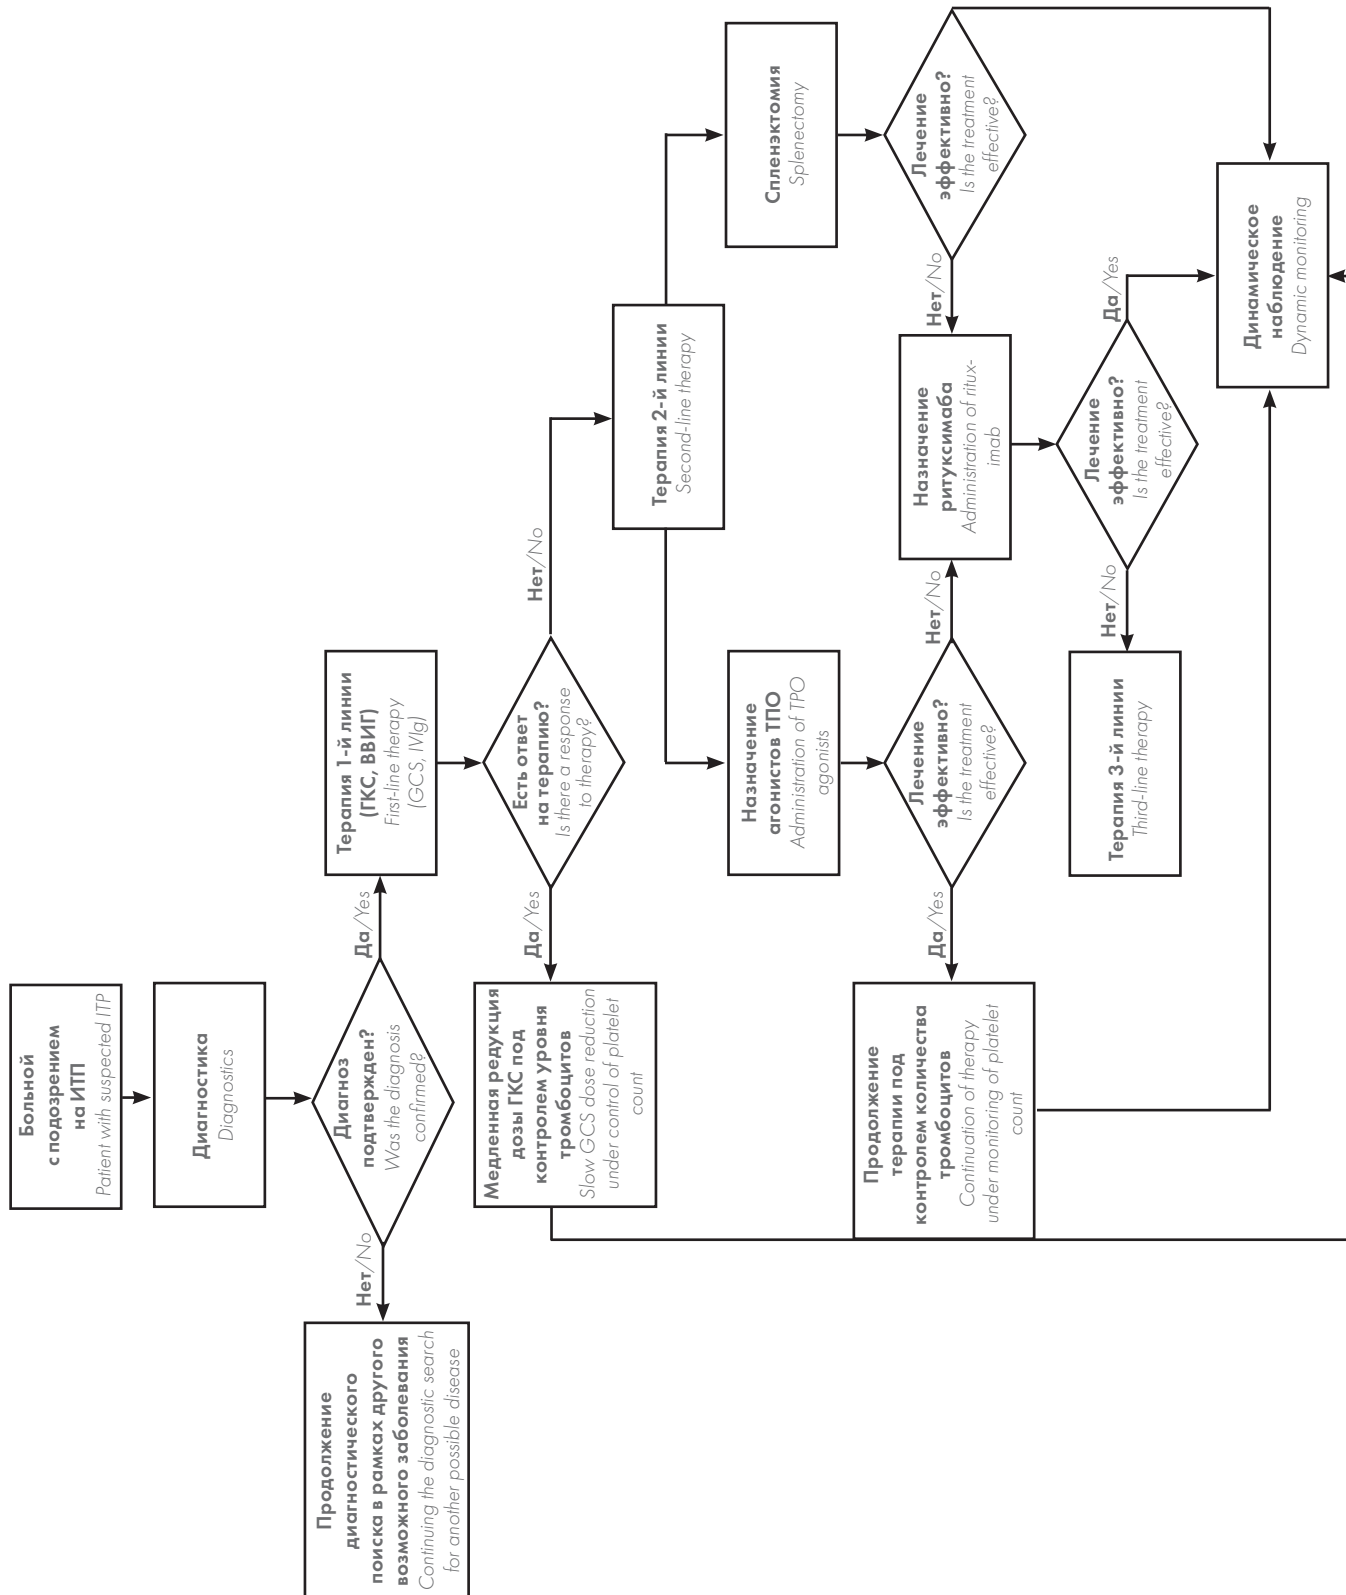 Больной
с подозрением
на ИТП
Patient with suspected ITP
Диагностика
Diagnostics
Диагноз
подтвержден?
Was the diagnosis
confirmed?
Нет/No
Да/Yes
Продолжение
диагностического
поиска в рамках другого
возможного заболевания
Continuing the diagnostic search
for another possible disease
Терапия 1-й линии
(ГКС, ВВИГ)
First-line therapy
(GCS, IVIg)
Есть ответ
на терапию?
Is there a response
to therapy?
Да/Yes
Нет/No
Медленная редукция
дозы ГКС под
контролем уровня
тромбоцитов
Slow GCS dose reduction
under control of platelet
count
Терапия 2-й линии
Second-line therapy
Назначение
агонистов ТПО
Administration of TPO
agonists
Спленэктомия
Splenectomy
Лечение
эффективно?
Is the treatment
effective?
Да/Yes
Нет/No
Лечение
эффективно?
Is the treatment
effective?
Нет/No
Продолжение
терапии под
контролем количества
тромбоцитов
Continuation of therapy
under monitoring of platelet
count
Назначение
ритуксимаба
Administration of ritux-
imab
Лечение
эффективно?
Is the treatment
effective?
Нет/No
Да/Yes
Терапия 3-й линии
Third-line therapy
Динамическое
наблюдение
Dynamic monitoring